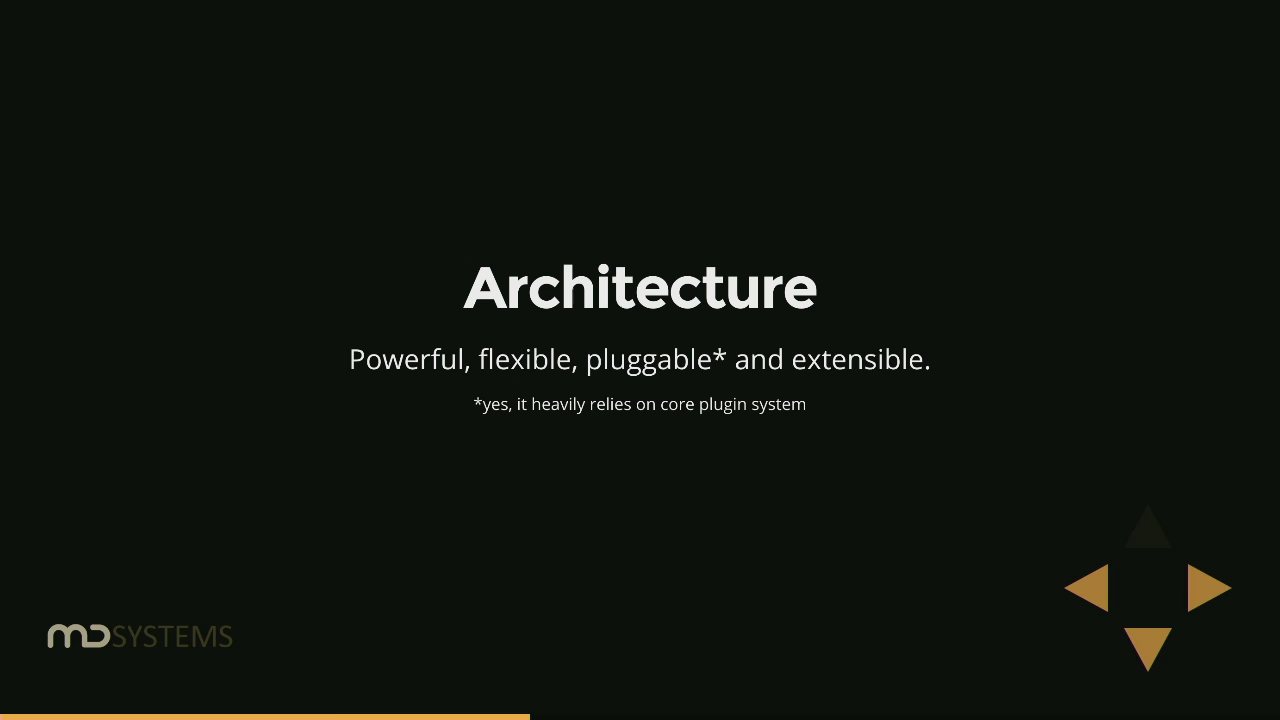 Architecture
Powerful, flexible, pluggable* and extensible.
*yes, it heavily relies on core plugin system
MD SYSTEMS